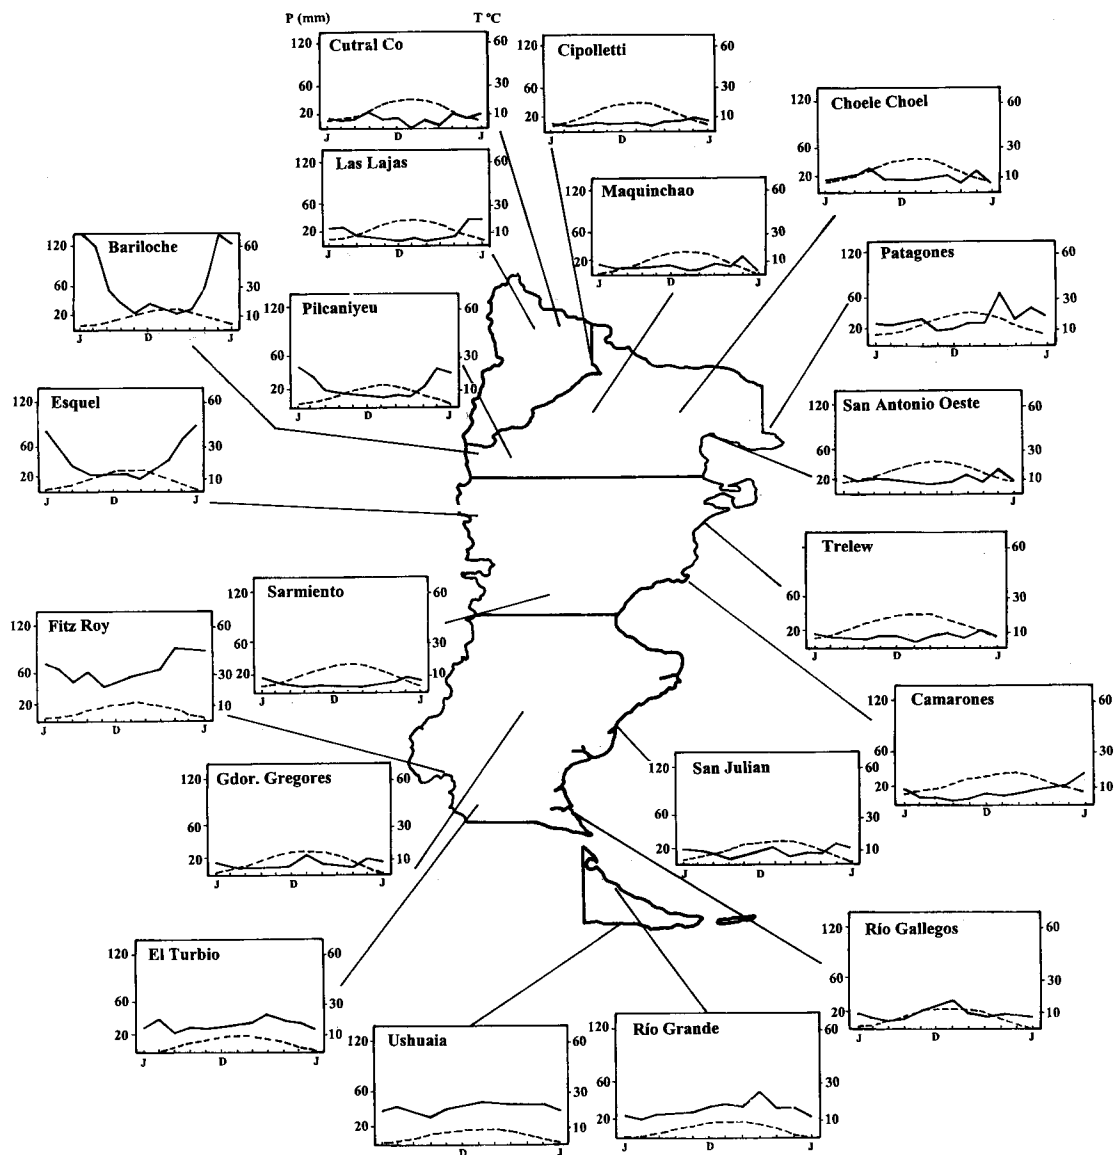 P (mm)
T °C
Cutral Co
120
60
20
60
30
10
J D J
Cipolletti
120
60
20
60
30
10
J D J
Choele Choel
120
60
20
60
30
10
J D J
Las Lajas
120
60
20
60
30
10
J D J
Maquinchao
120
60
20
60
30
10
J D J
Bariloche
120
60
20
60
30
10
J D J
Patagones
120
60
20
60
30
10
J D J
Pilcaniyeu
120
60
20
60
30
10
J D J
Esquel
120
60
20
60
30
10
J D J
San Antonio Oeste
120
60
20
60
30
10
J
Trelew
60
20
60
30
10
J D J
Sarmiento
120
60
20
60
30
10
J D J
Fitz Roy
120
60
20
60
30
10
J D J
Camarones
120
60
20
60
30
10
J D J
Gdor. Gregores
120
60
20
60
30
10
J D J
San Julian
120
60
20
60
30
10
J D J
El Turbio
120
60
20
60
30
10
J D J
Río Gallegos
120
60
20
60
30
10
J D J
Ushuaia
120
60
20
60
30
10
D J
Río Grande
120
60
20
60
D J